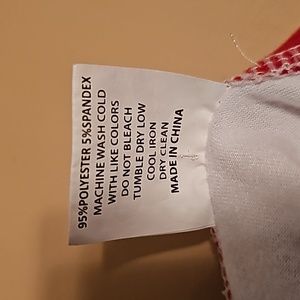 95%POLYESTER 5%SPANDEX
MACHINE WASH COLD
WITH LIKE COLORS
DO NOT BLEACH
TUMBLE DRY LOW
COOL IRON
DRY CLEAN
MADE IN CHINA